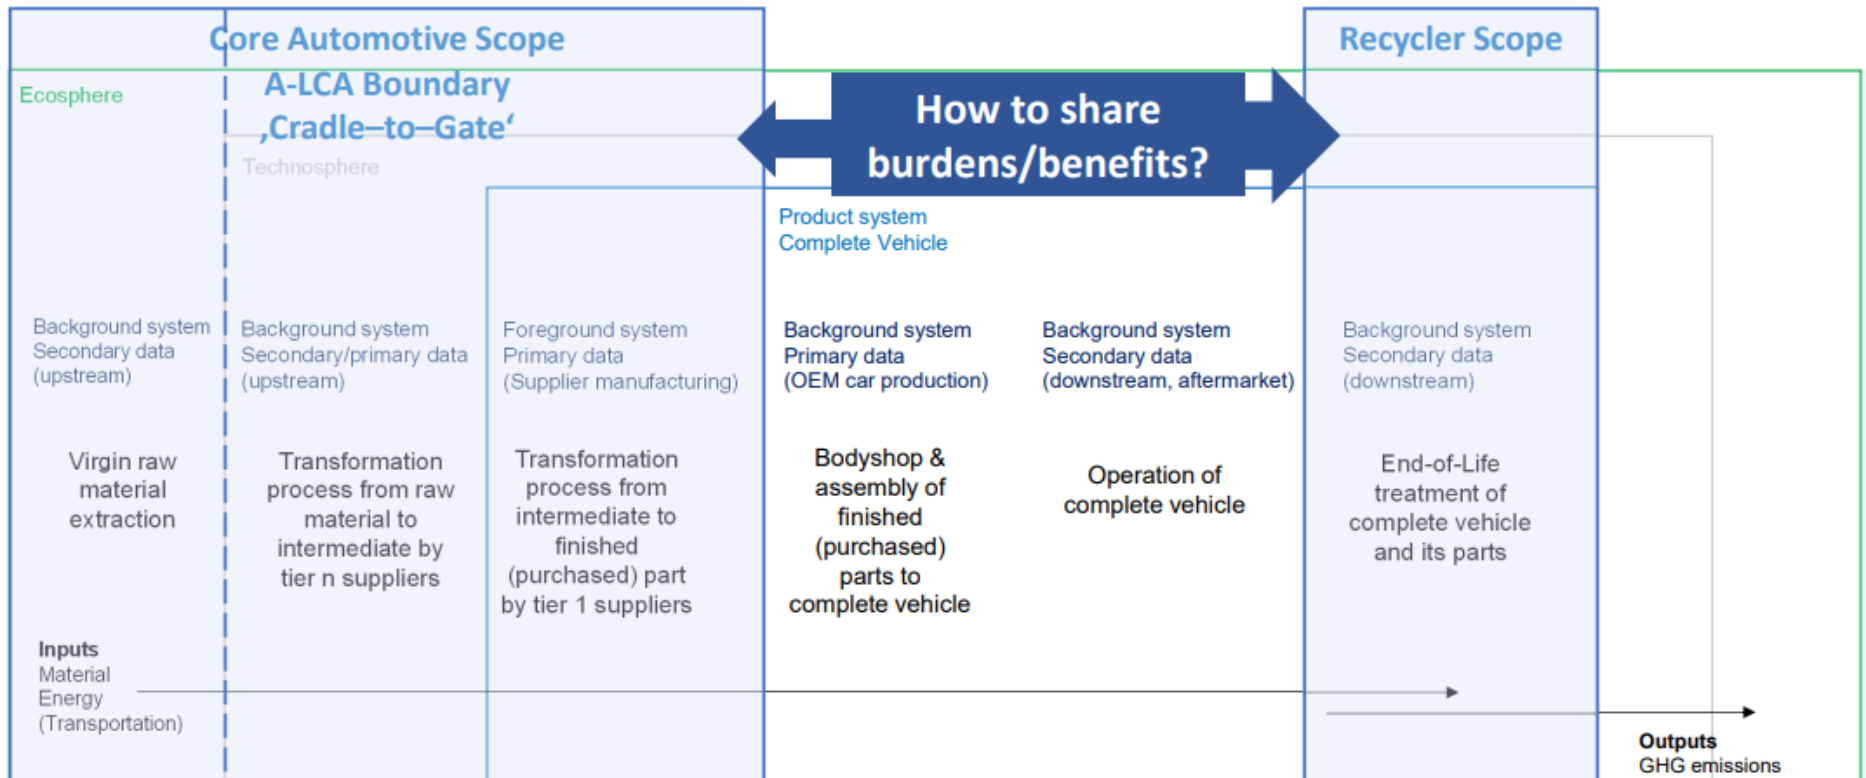 Core Automotive Scope
Recycler Scope
A-LCA Boundary
‚Cradle–to–Gate‘
Ecosphere
Technosphere
How to share
burdens/benefits?
Product system
Complete Vehicle
Background system
Secondary data
(upstream)
Background system
Secondary/primary data
(upstream)
Foreground system
Primary data
(Supplier manufacturing)
Background system
Primary data
(OEM car production)
Background system
Secondary data
(downstream, aftermarket)
Background system
Secondary data
(downstream)
Virgin raw
material
extraction
Transformation
process from raw
material to
intermediate by
tier n suppliers
Transformation
process from
intermediate to
finished
(purchased) part
by tier 1 suppliers
Bodyshop &
assembly of
finished
(purchased)
parts to
complete vehicle
Operation of
complete vehicle
End-of-Life
treatment of
complete vehicle
and its parts
Inputs
Material
Energy
(Transportation)
Outputs
GHG emissions